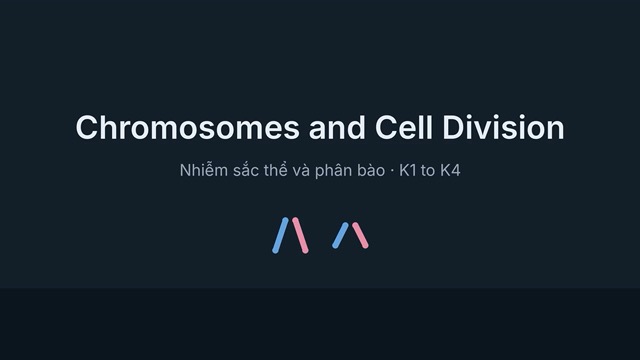 Chromosomes and Cell Division
Nhiễm sắc thể và phân bào · K1 to K4